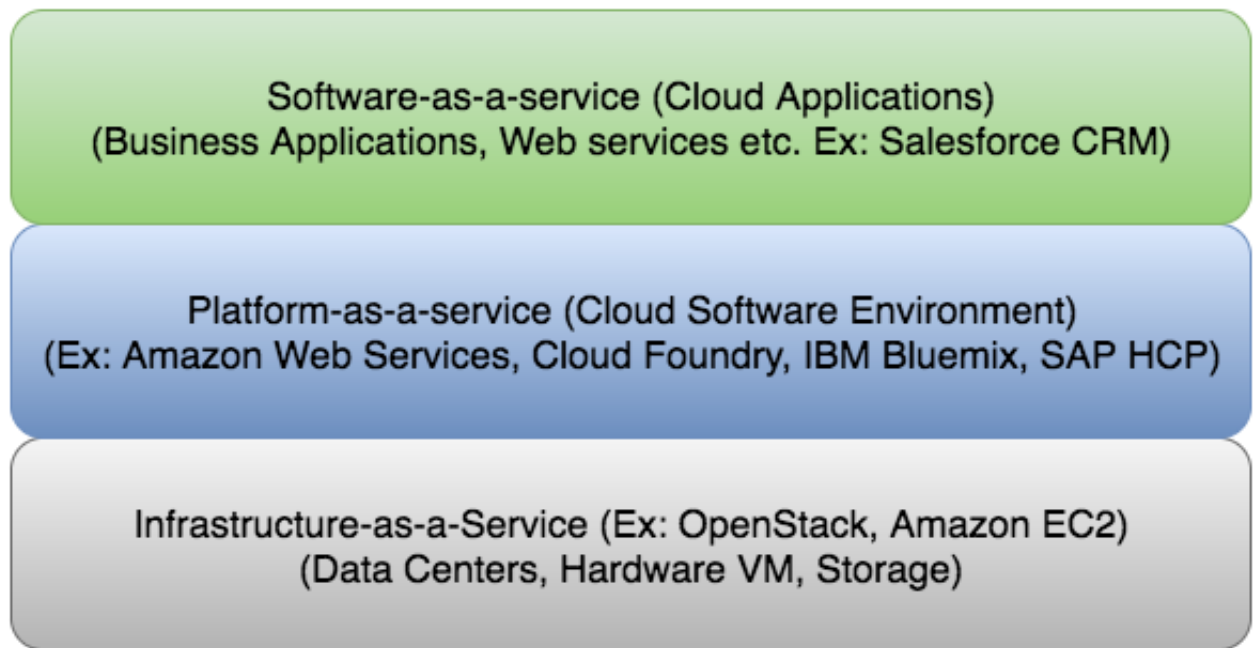 Software-as-a-service (Cloud Applications)
(Business Applications, Web services etc. Ex: Salesforce CRM)
Platform-as-a-service (Cloud Software Environment)
(Ex: Amazon Web Services, Cloud Foundry, IBM Bluemix, SAP HCP)
Infrastructure-as-a-Service (Ex: OpenStack, Amazon EC2)
(Data Centers, Hardware VM, Storage)